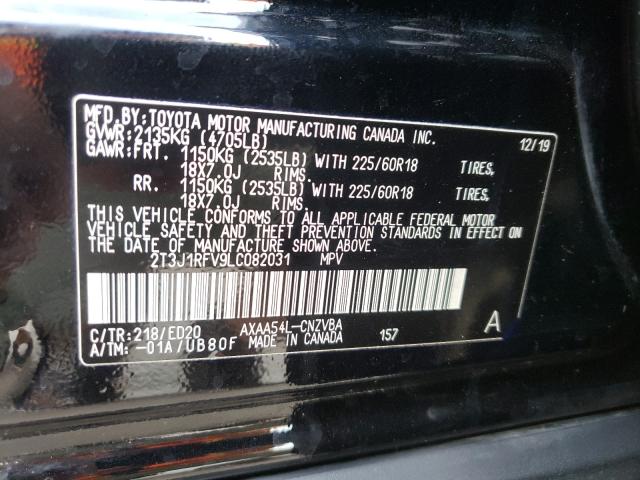 MFD.BY:TOYOTA MOTOR MANUFACTURING CANADA INC.
GVWR:2135KG (4705LB) 12/19
GAWR:FRT. 1150KG (2535LB) WITH 225/60R18 TIRES,
18X7.0J RIMS.
RR. 1150KG (2535LB) WITH 225/60R18 TIRES,
18X7.0J RIMS.
THIS VEHICLE CONFORMS TO ALL APPLICABLE FEDERAL MOTOR
VEHICLE SAFETY AND THEFT PREVENTION STANDARDS IN EFFECT
ON THE DATE OF MANUFACTURE SHOWN ABOVE.
2T3J1RFV9LC082031 MPV
C/TR:218/ED20 AXAA54L-CNZVBA 157 A
A/TM:-01A/UB80F MADE IN CANADA